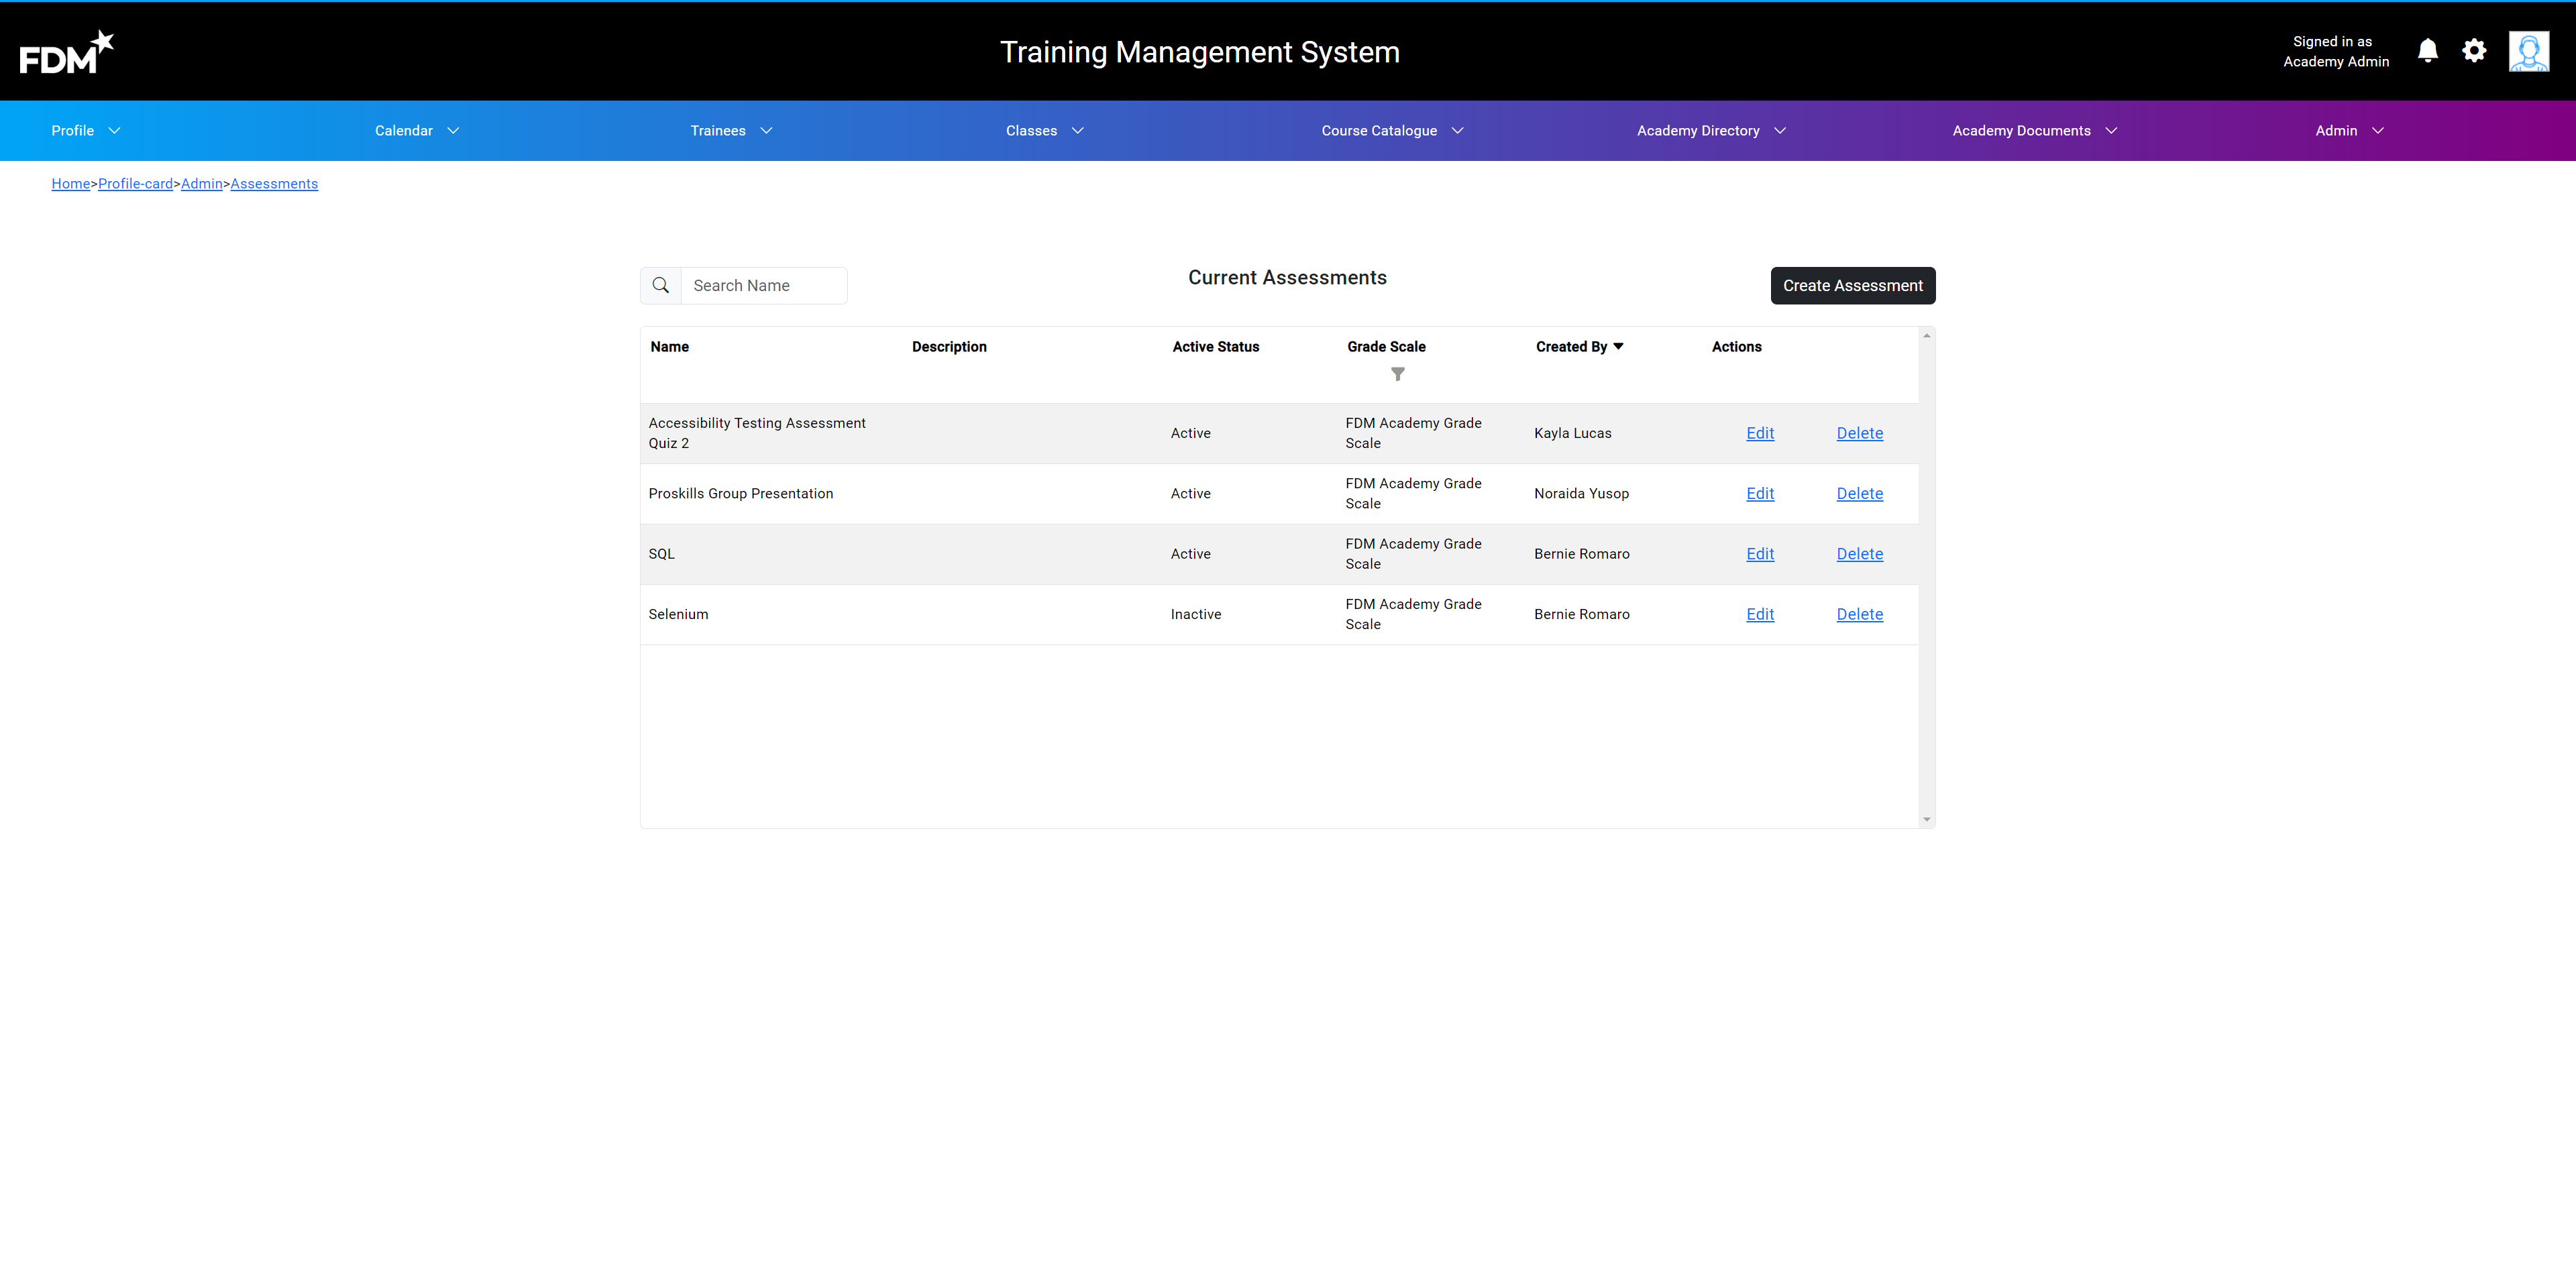 FDM
Training Management System
Signed in as
Academy Admin
Profile
Calendar
Trainees
Classes
Course Catalogue
Academy Directory
Academy Documents
Admin
Home>Profile-card>Admin>Assessments
Search Name
Current Assessments
Create Assessment
Name Description Active Status Grade Scale Created By Actions
Accessibility Testing Assessment
Quiz 2
Active
FDM Academy Grade
Scale
Kayla Lucas
Edit
Delete
Proskills Group Presentation
Active
FDM Academy Grade
Scale
Noraida Yusop
Edit
Delete
SQL
Active
FDM Academy Grade
Scale
Bernie Romaro
Edit
Delete
Selenium
Inactive
FDM Academy Grade
Scale
Bernie Romaro
Edit
Delete